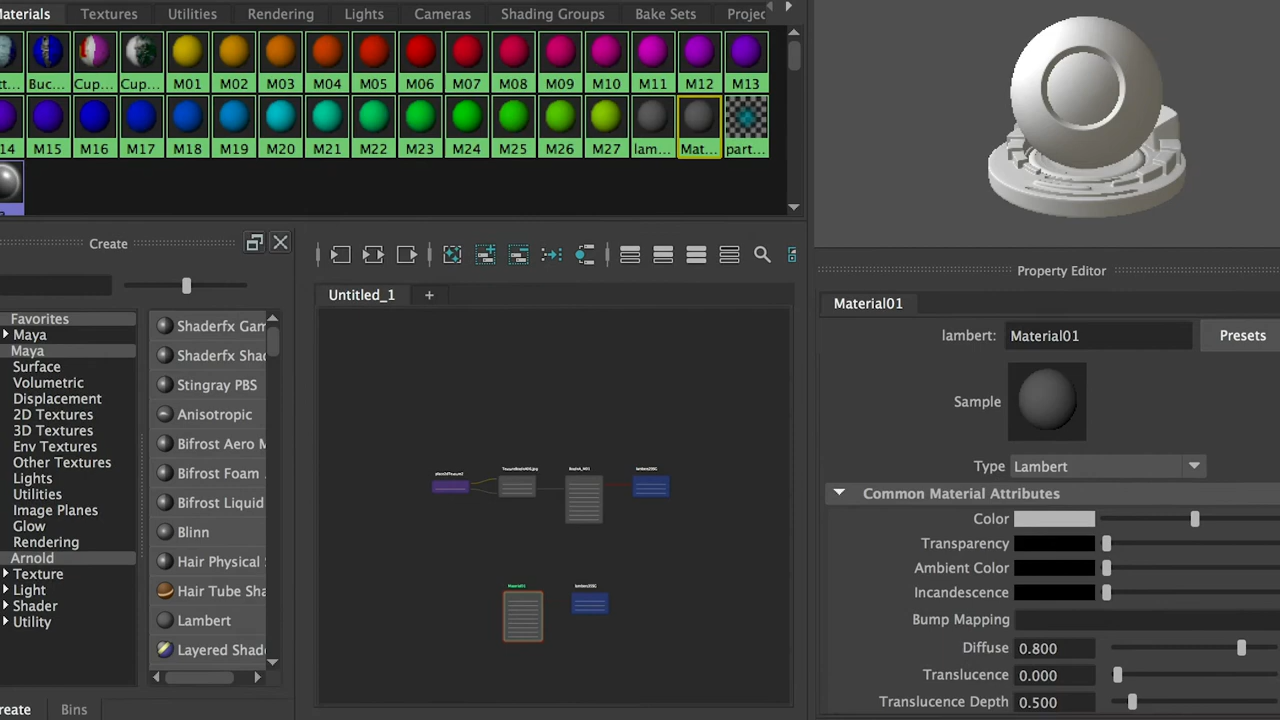 aterials Textures Utilities Rendering Lights Cameras Shading Groups Bake Sets Projec
tt... Buc... Cup... Cup... M01 M02 M03 M04 M05 M06 M07 M08 M09 M10 M11 M12 M13
14 M15 M16 M17 M18 M19 M20 M21 M22 M23 M24 M25 M26 M27 lam... Mat... part...
Create
Untitled_1 +
Favorites
Maya
Maya
Surface
Volumetric
Displacement
2D Textures
3D Textures
Env Textures
Other Textures
Lights
Utilities
Image Planes
Glow
Rendering
Arnold
Texture
Light
Shader
Utility
Shaderfx Gam
Shaderfx Shad
Stingray PBS
Anisotropic
Bifrost Aero M
Bifrost Foam
Bifrost Liquid
Blinn
Hair Physical
Hair Tube Sha
Lambert
Layered Shad
reate Bins
Material01
Property Editor
Material01
lambert: Material01 Presets
Sample
Type Lambert
Common Material Attributes
Color
Transparency
Ambient Color
Incandescence
Bump Mapping
Diffuse 0.800
Translucence 0.000
Translucence Depth 0.500